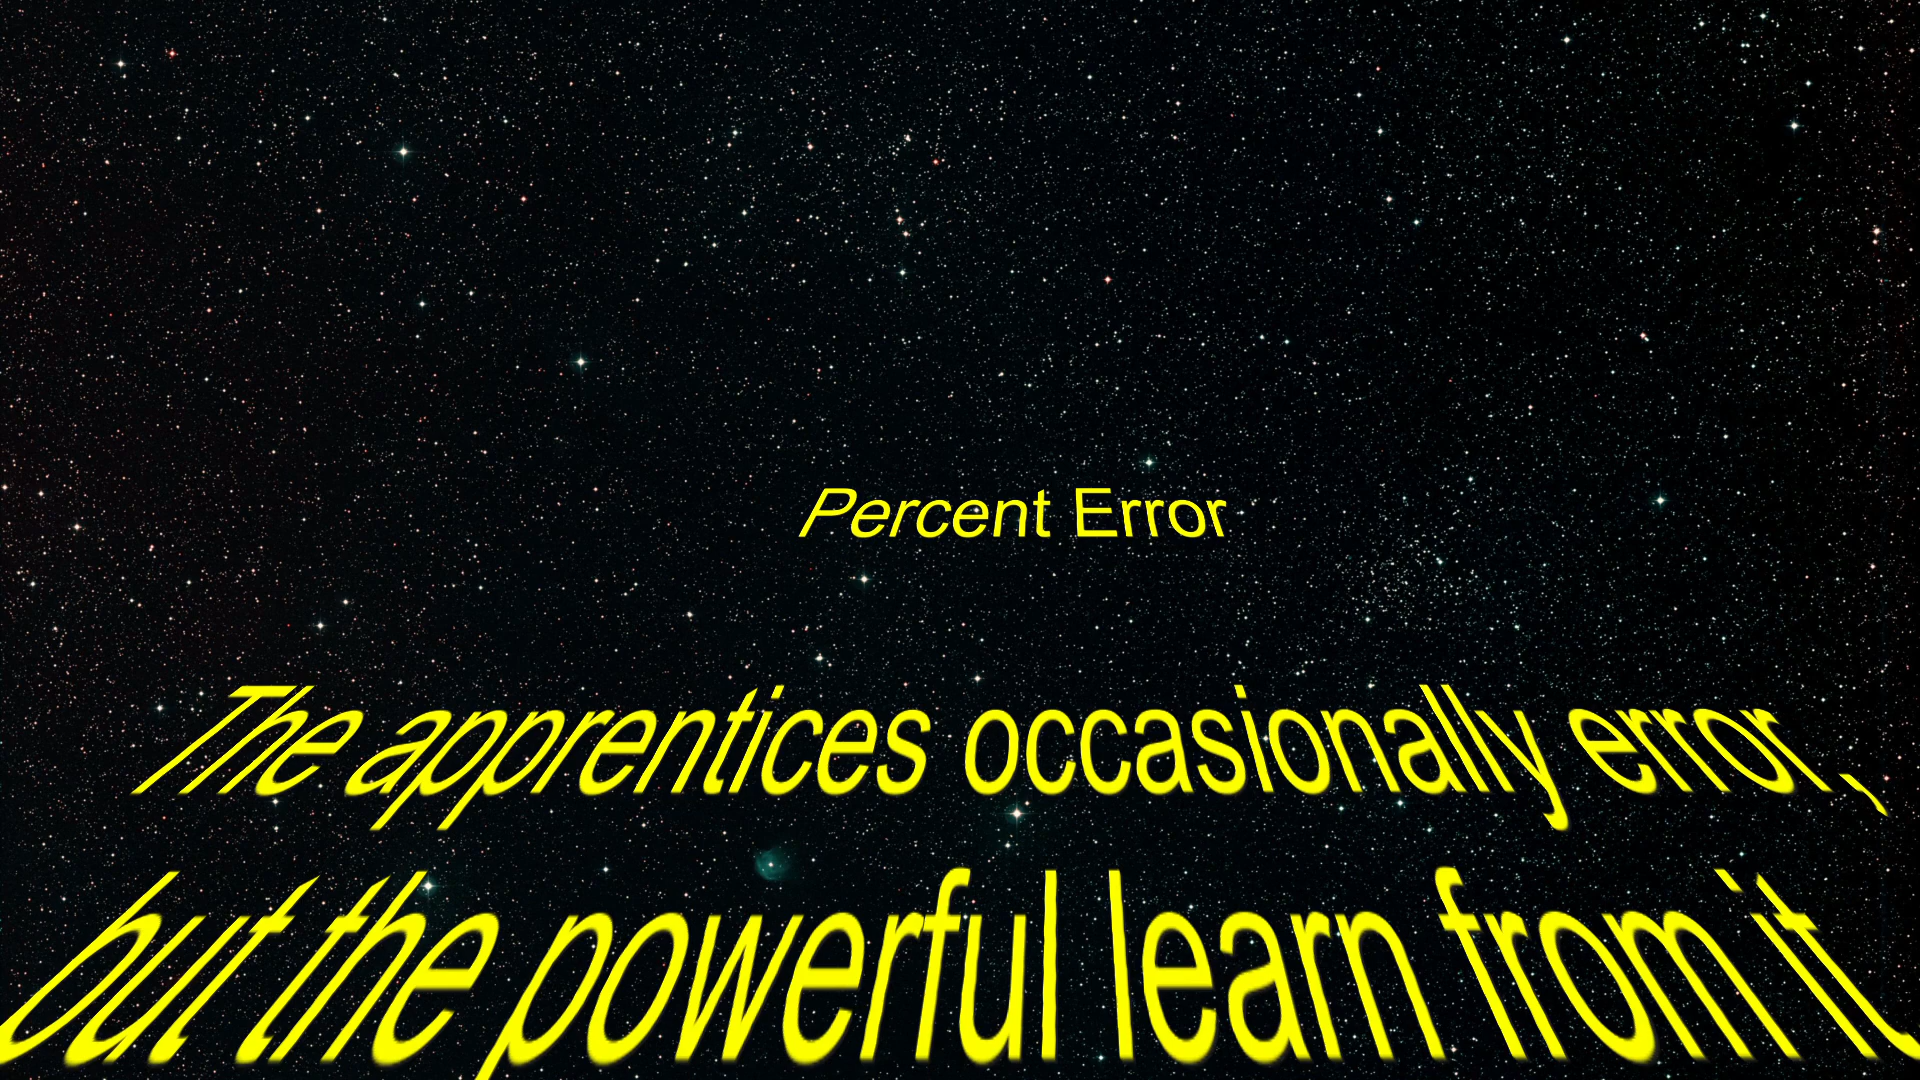 Percent Error
The apprentices occasionally error,
but the powerful learn from it